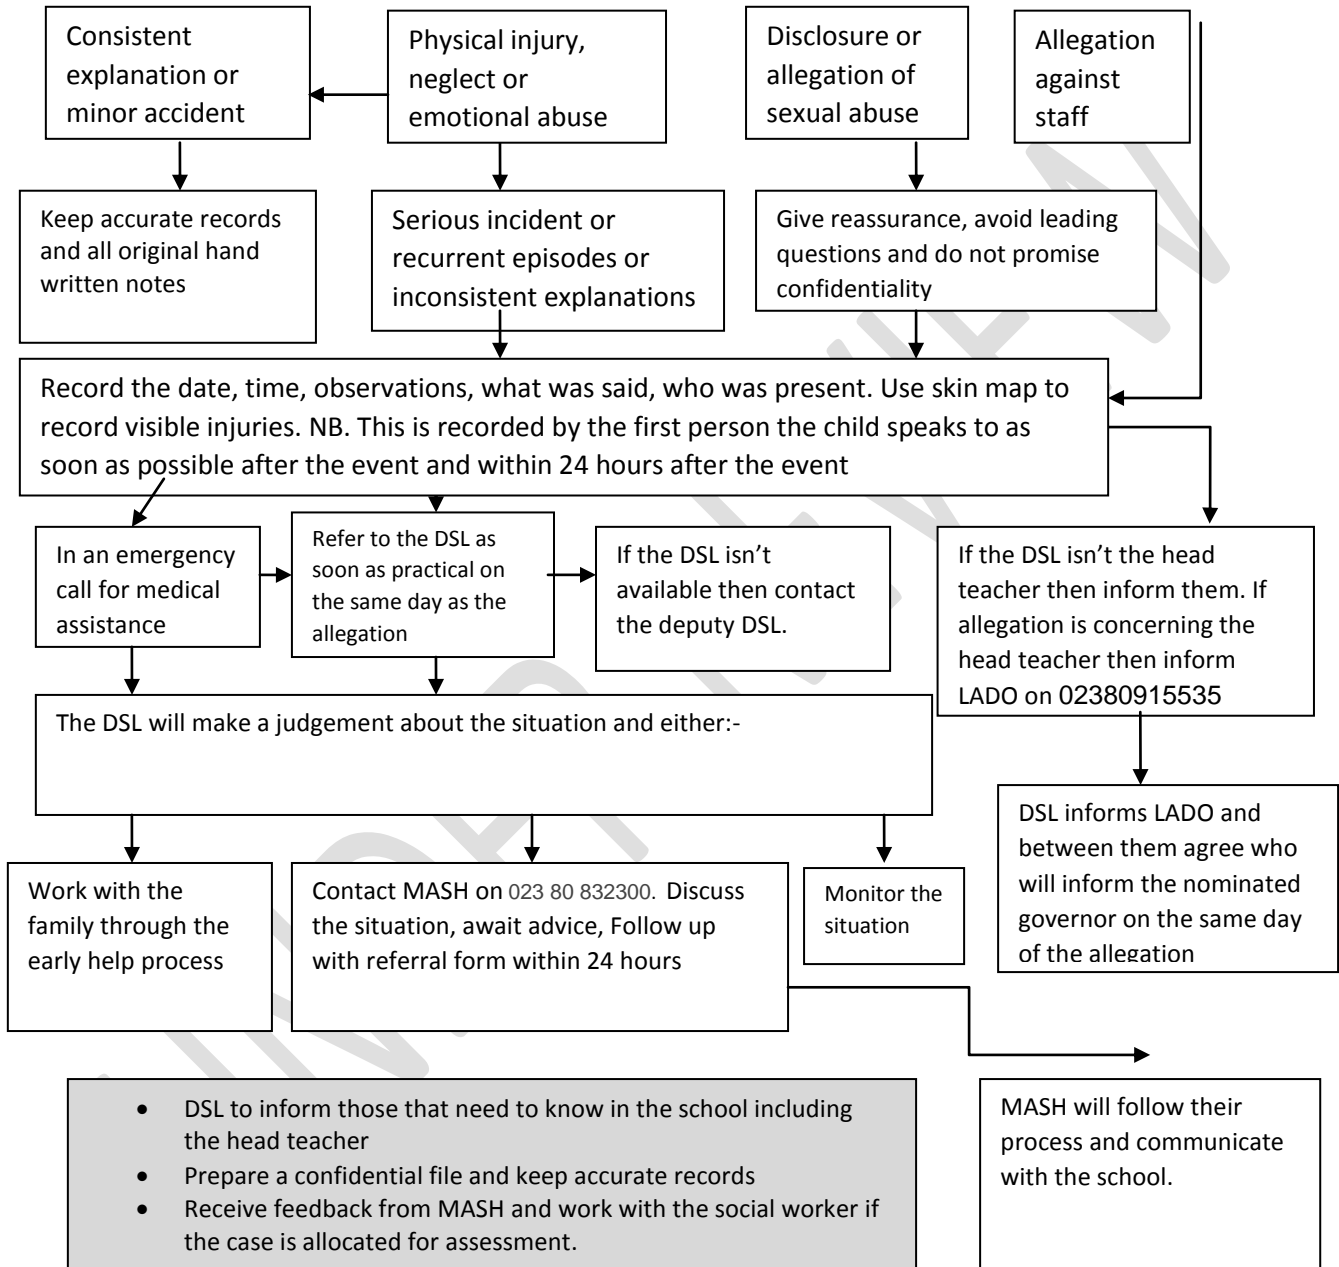 Consistent
explanation or
minor accident
Physical injury,
neglect or
emotional abuse
Disclosure or
allegation of
sexual abuse
Allegation
against
staff
Keep accurate records
and all original hand
written notes
Serious incident or
recurrent episodes or
inconsistent explanations
Give reassurance, avoid leading
questions and do not promise
confidentiality
Record the date, time, observations, what was said, who was present. Use skin map to
record visible injuries. NB. This is recorded by the first person the child speaks to as
soon as possible after the event and within 24 hours after the event
In an emergency
call for medical
assistance
Refer to the DSL as
soon as practical on
the same day as the
allegation
If the DSL isn’t
available then contact
the deputy DSL.
If the DSL isn’t the head
teacher then inform them. If
allegation is concerning the
head teacher then inform
LADO on 02380915535
The DSL will make a judgement about the situation and either:-
DSL informs LADO and
between them agree who
will inform the nominated
governor on the same day
of the allegation
Work with the
family through the
early help process
Contact MASH on 023 80 832300. Discuss
the situation, await advice, Follow up
with referral form within 24 hours
Monitor the
situation
• DSL to inform those that need to know in the school including
the head teacher
• Prepare a confidential file and keep accurate records
• Receive feedback from MASH and work with the social worker if
the case is allocated for assessment.
MASH will follow their
process and communicate
with the school.